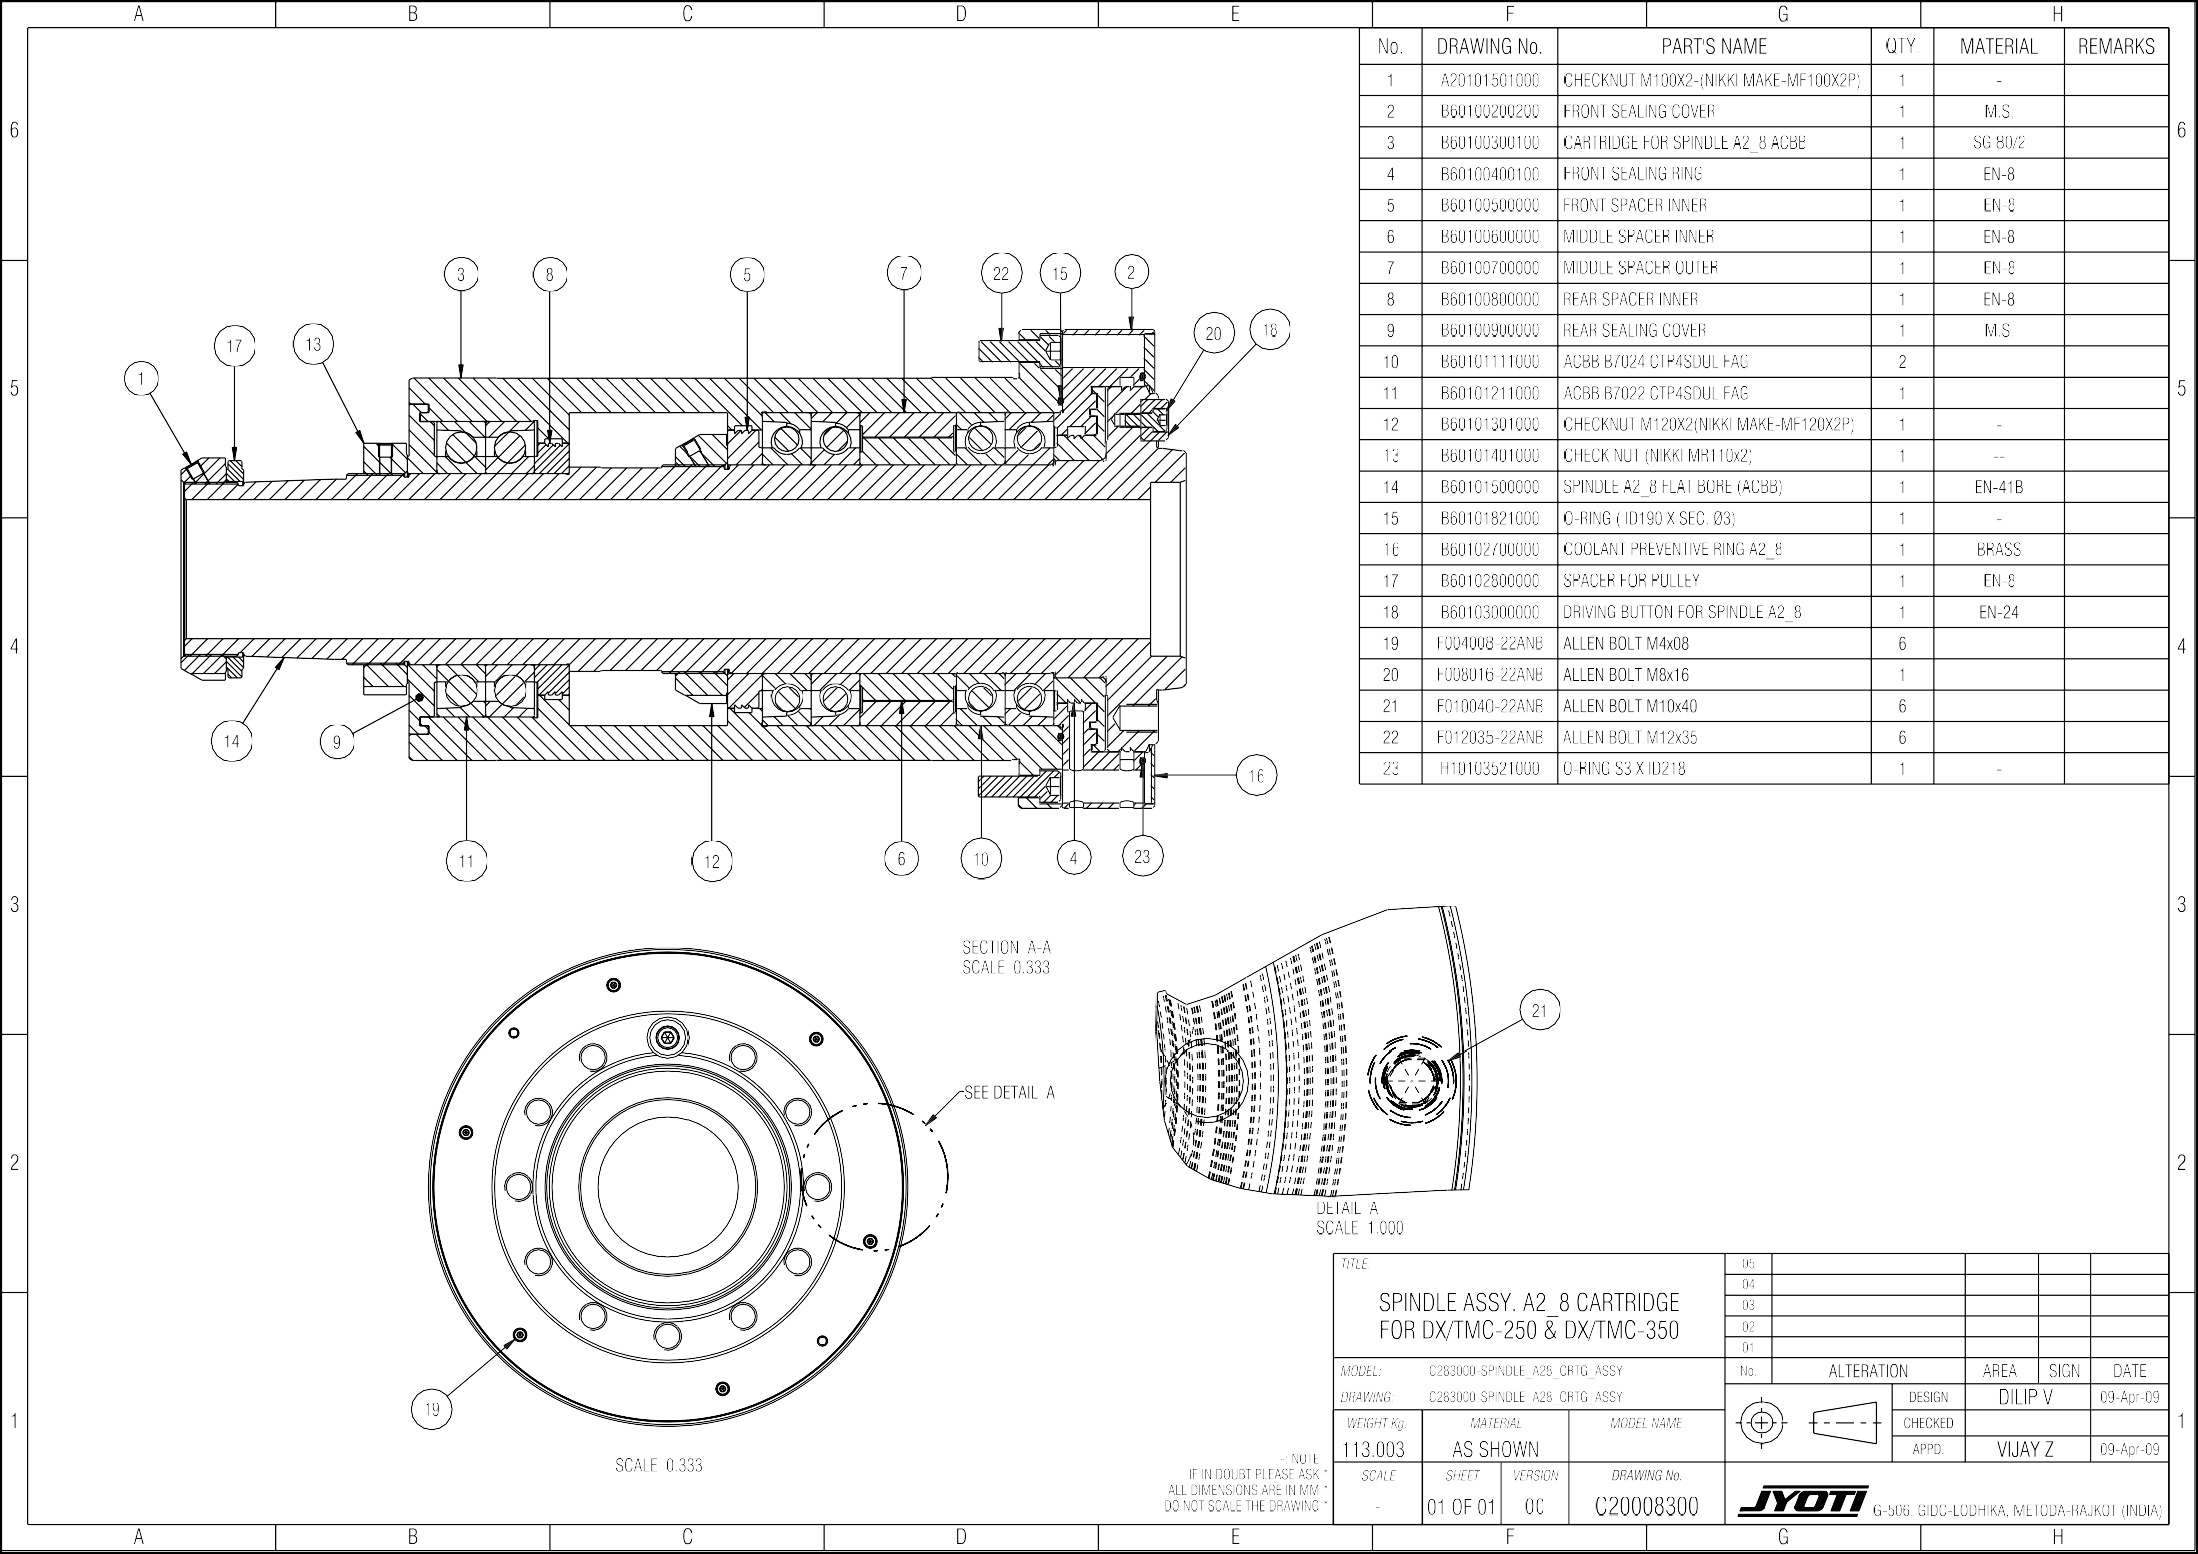 A B C D E F G H
No. DRAWING No. PART'S NAME QTY. MATERIAL REMARKS
1 A20101501000 CHECKNUT M100X2-(NIKKI MAKE-MF100X2P) 1 -
2 B60100200200 FRONT SEALING COVER 1 M.S.
3 B60100300100 CARTRIDGE FOR SPINDLE A2_8 ACBB 1 SG 80/2
4 B60100400100 FRONT SEALING RING 1 EN-8
5 B60100500000 FRONT SPACER INNER 1 EN-8
6 B60100600000 MIDDLE SPACER INNER 1 EN-8
7 B60100700000 MIDDLE SPACER OUTER 1 EN-8
8 B60100800000 REAR SPACER INNER 1 EN-8
9 B60100900000 REAR SEALING COVER 1 M.S.
10 B60101111000 ACBB B7024 CTP4SDUL FAG 2
11 B60101211000 ACBB B7022 CTP4SDUL FAG 1
12 B60101301000 CHECKNUT M120X2(NIKKI MAKE-MF120X2P) 1 -
13 B60101401000 CHECK NUT (NIKKI MR110x2) 1 --
14 B60101500000 SPINDLE A2_8 FLAT BORE (ACBB) 1 EN-41B
15 B60101821000 O-RING ( ID190 X SEC. Ø3) 1 -
16 B60102700000 COOLANT PREVENTIVE RING A2_8 1 BRASS
17 B60102800000 SPACER FOR PULLEY 1 EN-8
18 B60103000000 DRIVING BUTTON FOR SPINDLE A2_8 1 EN-24
19 F004008-22ANB ALLEN BOLT M4x08 6
20 F008016-22ANB ALLEN BOLT M8x16 1
21 F010040-22ANB ALLEN BOLT M10x40 6
22 F012035-22ANB ALLEN BOLT M12x35 6
23 H10103521000 O-RING S3 X ID218 1 -
6 6
5 5
4 4
3 3
2 2
1 1
3 8 5 7 22 15 2
1 17 13 20 18
14 9 16
11 12 6 10 4 23
SECTION A-A
SCALE 0.333
21
SEE DETAIL A
DETAIL A
SCALE 1.000
19
SCALE 0.333
-: NOTE
IF IN DOUBT PLEASE ASK *
ALL DIMENSIONS ARE IN MM *
DO NOT SCALE THE DRAWING *
TITLE
SPINDLE ASSY. A2_8 CARTRIDGE
FOR DX/TMC-250 & DX/TMC-350
MODEL: C283000-SPINDLE_A28_CRTG_ASSY
DRAWING: C283000-SPINDLE_A28_CRTG_ASSY
WEIGHT Kg. MATERIAL MODEL NAME
113.003 AS SHOWN
SCALE SHEET VERSION DRAWING No.
- 01 OF 01 00 C20008300
05
04
03
02
01
No. ALTERATION AREA SIGN DATE
DESIGN DILIP V 09-Apr-09
CHECKED
APPD. VIJAY Z 09-Apr-09
JYOTI G-506, GIDC-LODHIKA, METODA-RAJKOT (INDIA)
A B C D E F G H